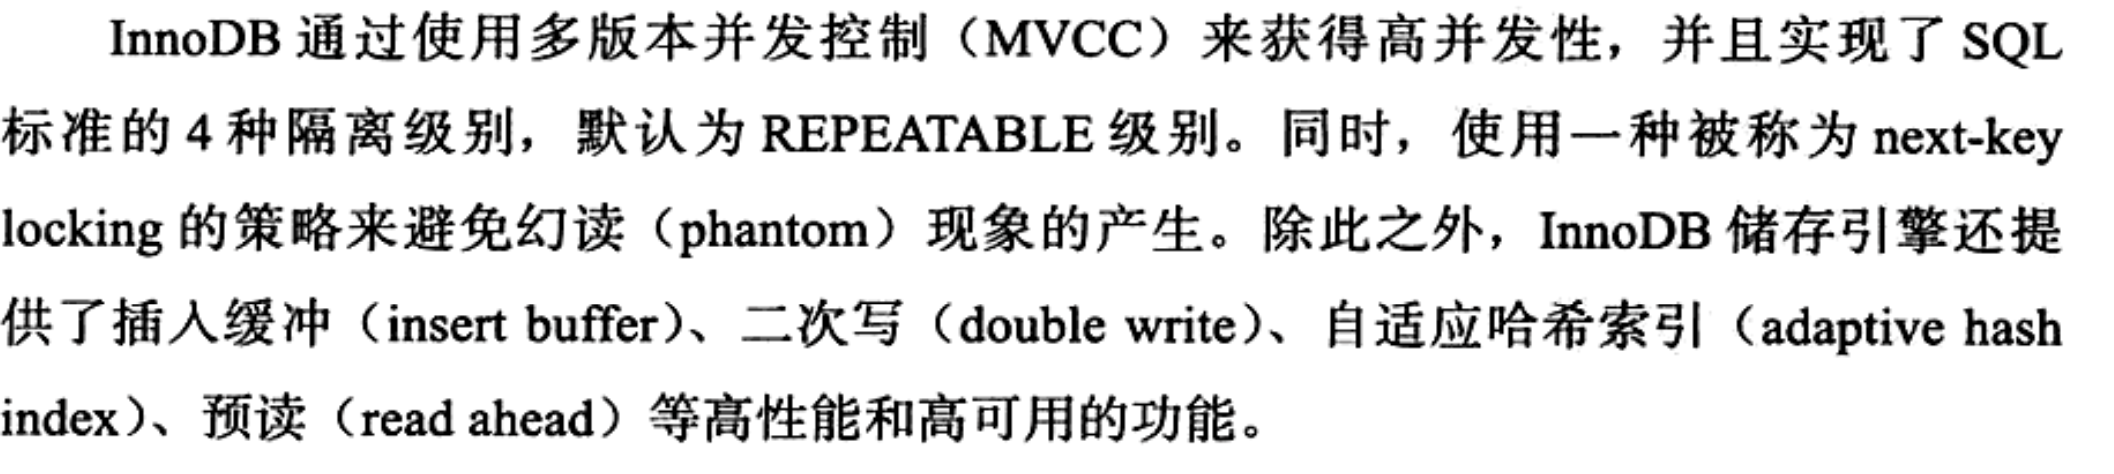 InnoDB 通过使用多版本并发控制（MVCC）来获得高并发性，并且实现了 SQL
标准的 4 种隔离级别，默认为 REPEATABLE 级别。同时，使用一种被称为 next-key
locking 的策略来避免幻读（phantom）现象的产生。除此之外，InnoDB 储存引擎还提
供了插入缓冲（insert buffer）、二次写（double write）、自适应哈希索引（adaptive hash
index）、预读（read ahead）等高性能和高可用的功能。